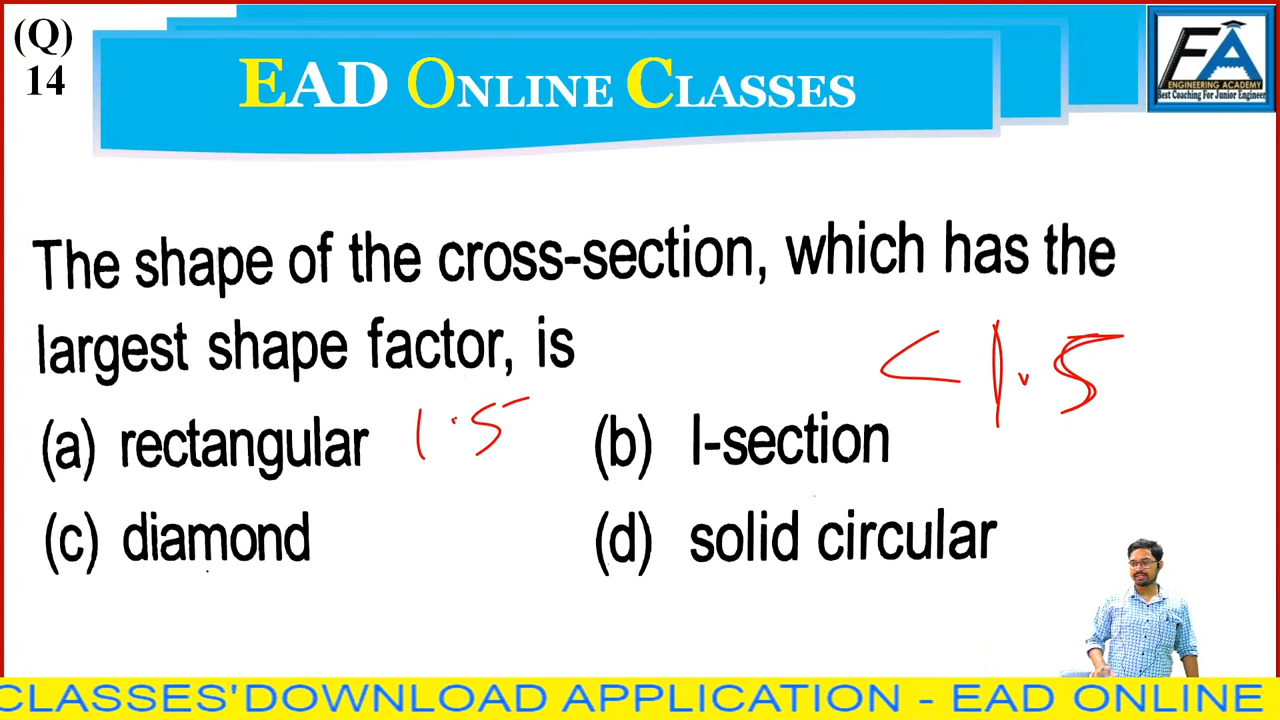 (Q)
14
EAD ONLINE CLASSES
FA
ENGINEERING ACADEMY
Best Coaching For Junior Engineer
The shape of the cross-section, which has the
largest shape factor, is
< 1.5
(a) rectangular 1.5 (b) I-section
(c) diamond (d) solid circular
CLASSES'DOWNLOAD APPLICATION - EAD ONLINE